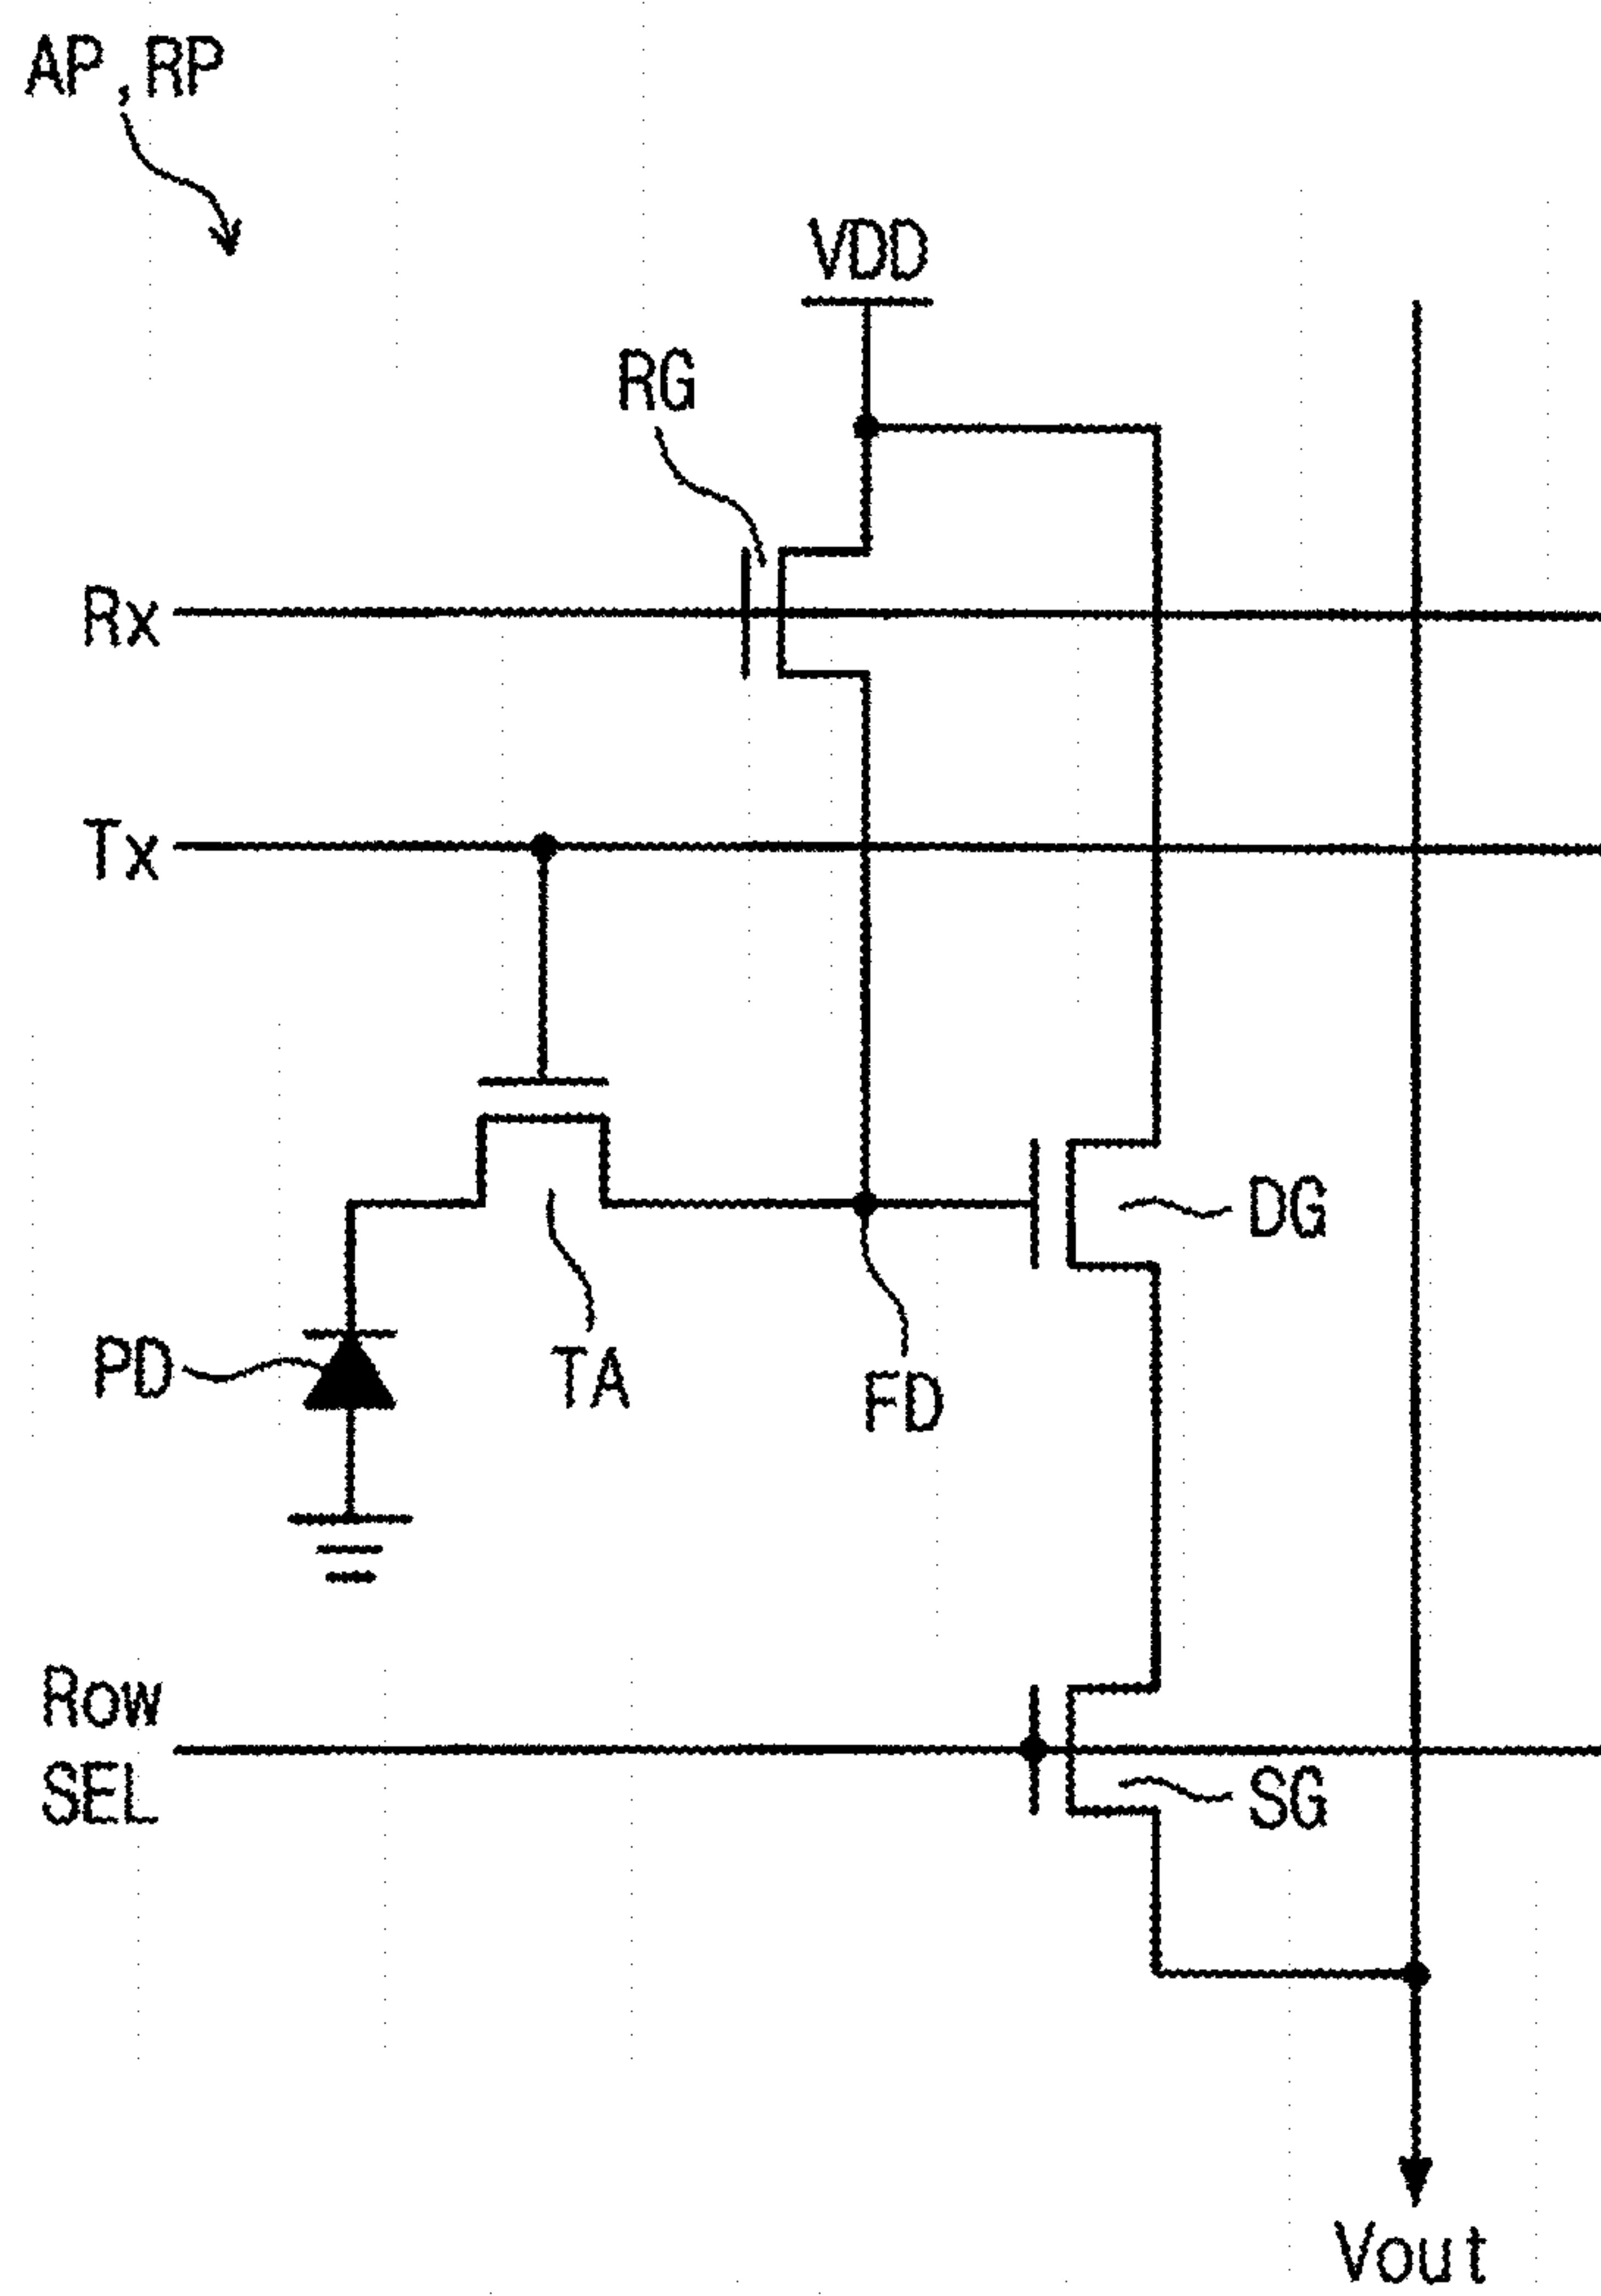 AP,RP
VDD
RG
Rx
Tx
DG
PD
TA
FD
Row
SEL
SG
Vout